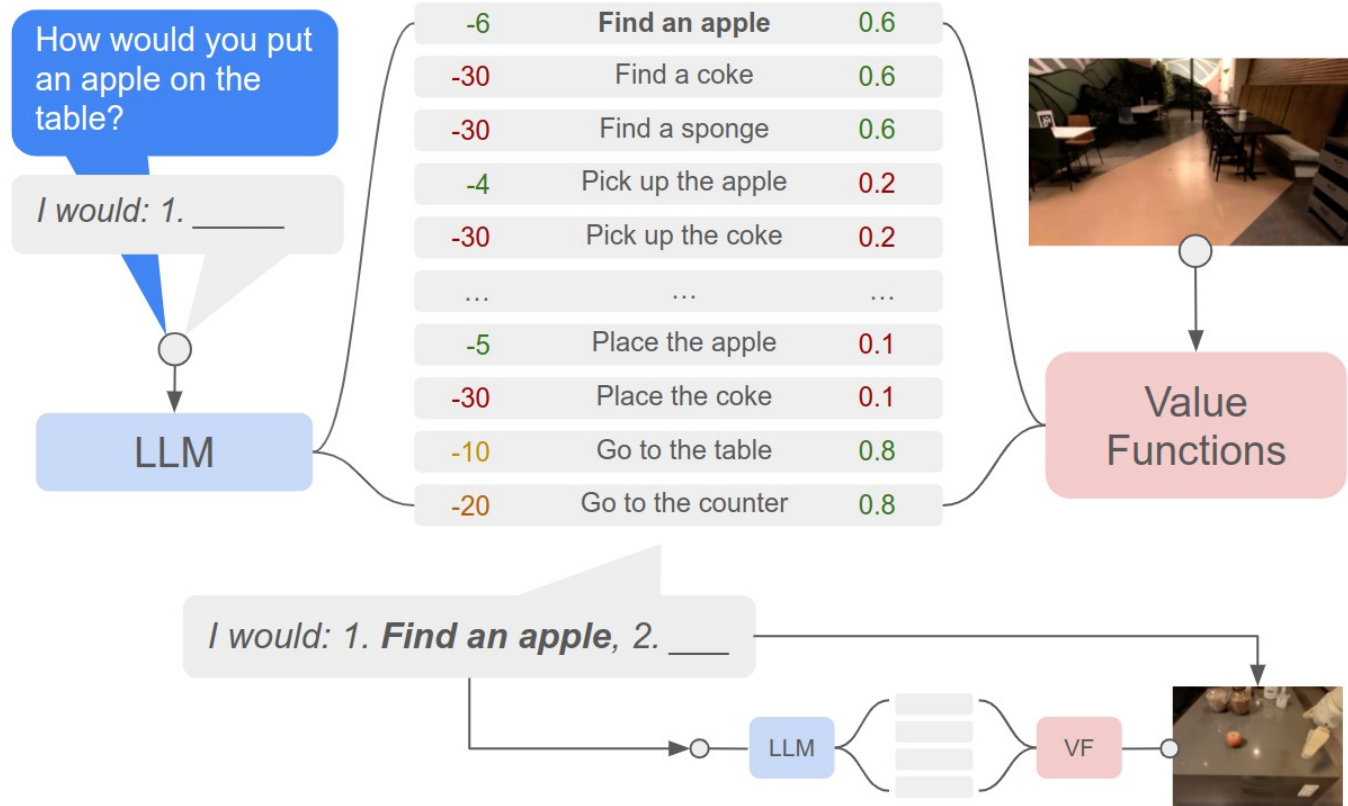 How would you put
an apple on the
table?
I would: 1. _____
LLM
-6 Find an apple 0.6
-30 Find a coke 0.6
-30 Find a sponge 0.6
-4 Pick up the apple 0.2
-30 Pick up the coke 0.2
... ... ...
-5 Place the apple 0.1
-30 Place the coke 0.1
-10 Go to the table 0.8
-20 Go to the counter 0.8
Value
Functions
I would: 1. Find an apple, 2. ___
LLM
VF